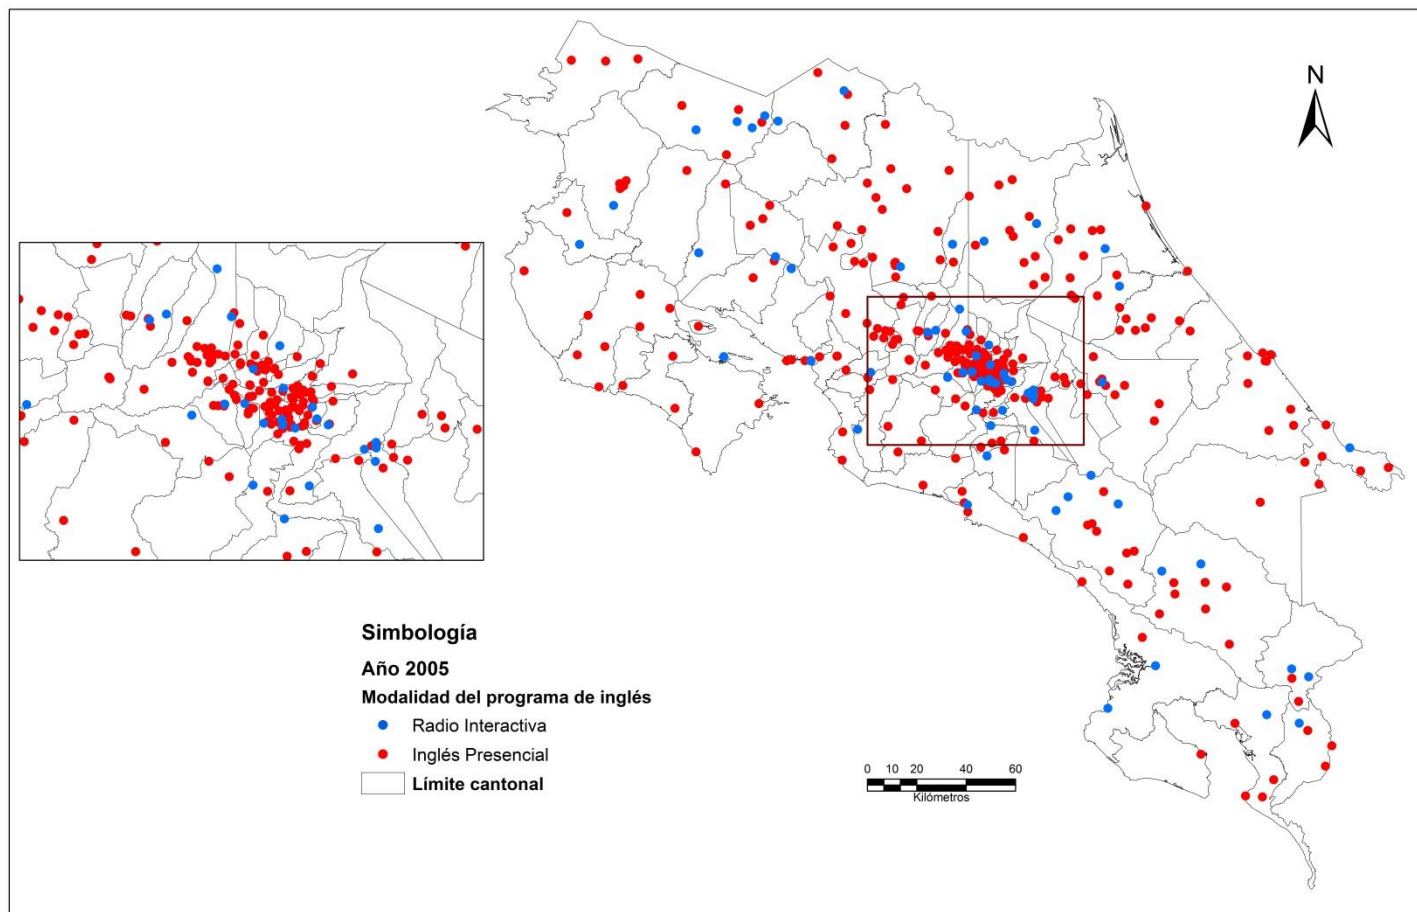 N
Simbología
Año 2005
Modalidad del programa de inglés
Radio Interactiva
Inglés Presencial
Límite cantonal
0 10 20 40 60
Kilómetros